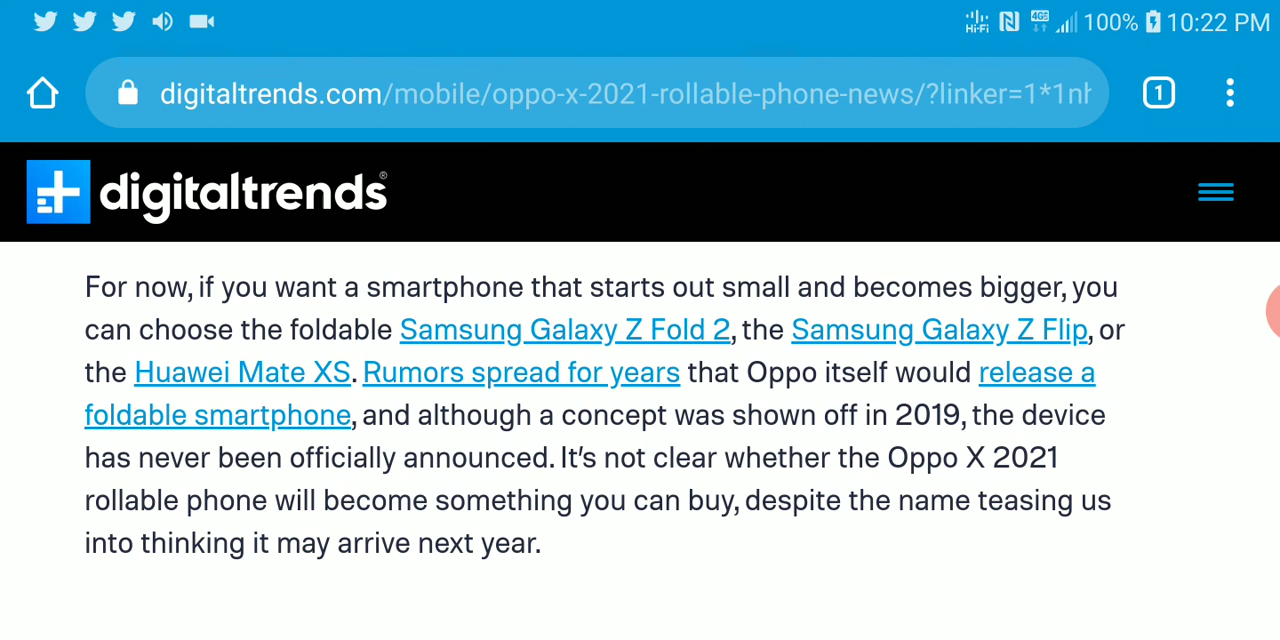 Hi-Fi 4GE 100% 10:22 PM
digitaltrends.com/mobile/oppo-x-2021-rollable-phone-news/?linker=1*1nh 1
digitaltrends®
For now, if you want a smartphone that starts out small and becomes bigger, you
can choose the foldable Samsung Galaxy Z Fold 2, the Samsung Galaxy Z Flip, or
the Huawei Mate XS. Rumors spread for years that Oppo itself would release a
foldable smartphone, and although a concept was shown off in 2019, the device
has never been officially announced. It's not clear whether the Oppo X 2021
rollable phone will become something you can buy, despite the name teasing us
into thinking it may arrive next year.